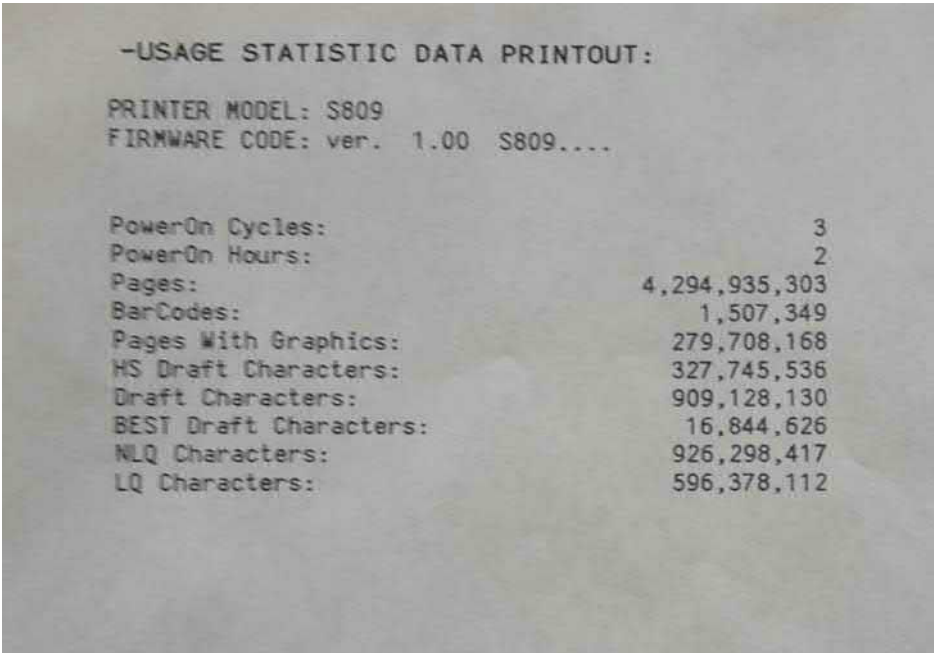 -USAGE STATISTIC DATA PRINTOUT:
PRINTER MODEL: S809
FIRMWARE CODE: ver. 1.00 S809....
PowerOn Cycles: 3
PowerOn Hours: 2
Pages: 4,294,935,303
BarCodes: 1,507,349
Pages With Graphics: 279,708,168
HS Draft Characters: 327,745,536
Draft Characters: 909,128,130
BEST Draft Characters: 16,844,626
NLQ Characters: 926,298,417
LQ Characters: 596,378,112